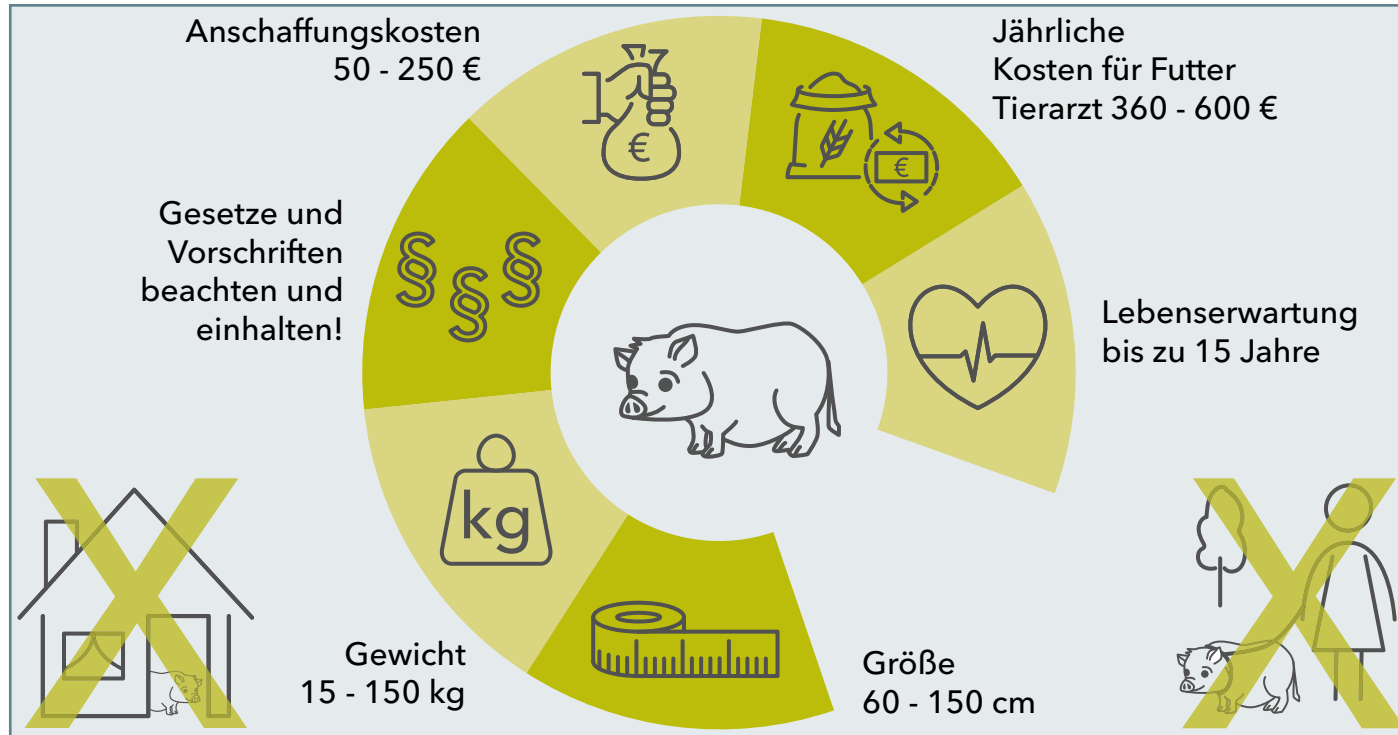 Anschaffungskosten
50 - 250 €
€
Jährliche
Kosten für Futter
Tierarzt 360 - 600 €
€
Gesetze und
Vorschriften
beachten und
einhalten!
§ § §
Lebenserwartung
bis zu 15 Jahre
kg
Gewicht
15 - 150 kg
Größe
60 - 150 cm